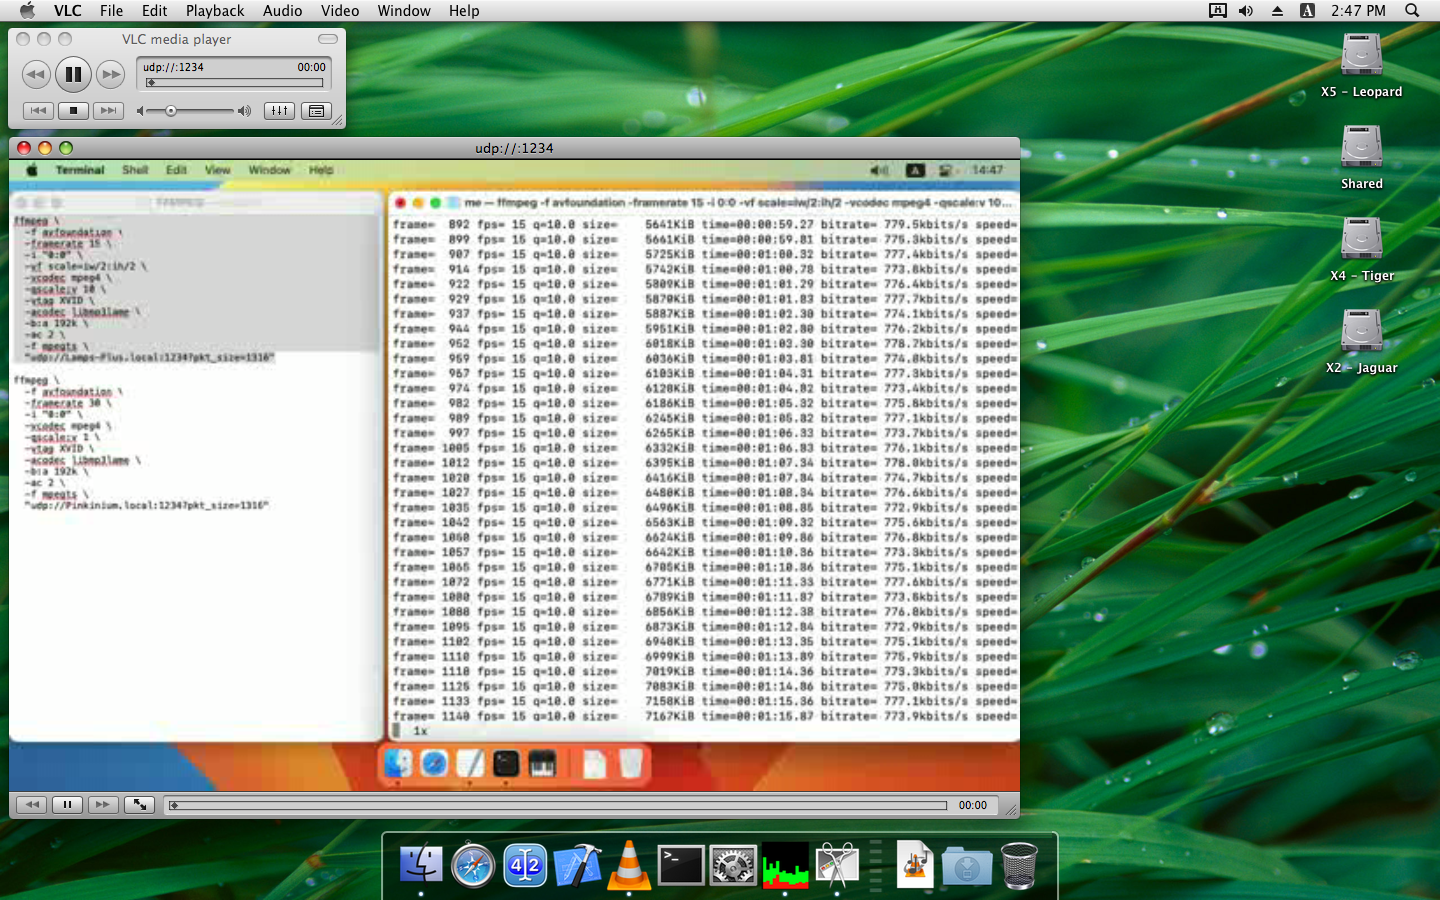 VLC File Edit Playback Audio Video Window Help
A 2:47 PM
VLC media player
udp://:1234 00:00
X5 – Leopard
Shared
X4 – Tiger
X2 – Jaguar
udp://:1234
Terminal Shell Edit View Window Help
A 14:47
ffmpeg \
-f avfoundation \
-framerate 15 \
-i "0:0" \
-vf scale=iw/2:ih/2 \
-vcodec mpeg4 \
-qscale:v 10 \
-vtag XVID \
-acodec libmp3lame \
-b:a 192k \
-ac 2 \
-f mpegts \
"udp://Lamps-Plus.local:1234?pkt_size=1316"
ffmpeg \
-f avfoundation \
-framerate 30 \
-i "0:0" \
-vcodec mpeg4 \
-qscale:v 1 \
-vtag XVID \
-acodec libmp3lame \
-b:a 192k \
-ac 2 \
-f mpegts \
"udp://Pinkinium.local:1234?pkt_size=1316"
me — ffmpeg -f avfoundation -framerate 15 -i 0:0 -vf scale=iw/2:ih/2 -vcodec mpeg4 -qscale:v 10...
frame= 892 fps= 15 q=10.0 size= 5641KiB time=00:00:59.27 bitrate= 779.5kbits/s speed=
frame= 899 fps= 15 q=10.0 size= 5661KiB time=00:00:59.81 bitrate= 775.3kbits/s speed=
frame= 907 fps= 15 q=10.0 size= 5725KiB time=00:01:00.32 bitrate= 777.4kbits/s speed=
frame= 914 fps= 15 q=10.0 size= 5742KiB time=00:01:00.78 bitrate= 773.8kbits/s speed=
frame= 922 fps= 15 q=10.0 size= 5809KiB time=00:01:01.29 bitrate= 776.4kbits/s speed=
frame= 929 fps= 15 q=10.0 size= 5870KiB time=00:01:01.83 bitrate= 777.7kbits/s speed=
frame= 937 fps= 15 q=10.0 size= 5887KiB time=00:01:02.30 bitrate= 774.1kbits/s speed=
frame= 944 fps= 15 q=10.0 size= 5951KiB time=00:01:02.80 bitrate= 776.2kbits/s speed=
frame= 952 fps= 15 q=10.0 size= 6018KiB time=00:01:03.30 bitrate= 778.7kbits/s speed=
frame= 959 fps= 15 q=10.0 size= 6036KiB time=00:01:03.81 bitrate= 774.8kbits/s speed=
frame= 967 fps= 15 q=10.0 size= 6103KiB time=00:01:04.31 bitrate= 777.3kbits/s speed=
frame= 974 fps= 15 q=10.0 size= 6120KiB time=00:01:04.82 bitrate= 773.4kbits/s speed=
frame= 982 fps= 15 q=10.0 size= 6186KiB time=00:01:05.32 bitrate= 775.8kbits/s speed=
frame= 989 fps= 15 q=10.0 size= 6245KiB time=00:01:05.82 bitrate= 777.1kbits/s speed=
frame= 997 fps= 15 q=10.0 size= 6265KiB time=00:01:06.33 bitrate= 773.7kbits/s speed=
frame= 1005 fps= 15 q=10.0 size= 6332KiB time=00:01:06.83 bitrate= 776.1kbits/s speed=
frame= 1012 fps= 15 q=10.0 size= 6395KiB time=00:01:07.34 bitrate= 778.0kbits/s speed=
frame= 1020 fps= 15 q=10.0 size= 6416KiB time=00:01:07.84 bitrate= 774.7kbits/s speed=
frame= 1027 fps= 15 q=10.0 size= 6480KiB time=00:01:08.34 bitrate= 776.6kbits/s speed=
frame= 1035 fps= 15 q=10.0 size= 6496KiB time=00:01:08.85 bitrate= 772.9kbits/s speed=
frame= 1042 fps= 15 q=10.0 size= 6563KiB time=00:01:09.32 bitrate= 775.6kbits/s speed=
frame= 1050 fps= 15 q=10.0 size= 6624KiB time=00:01:09.86 bitrate= 776.8kbits/s speed=
frame= 1057 fps= 15 q=10.0 size= 6642KiB time=00:01:10.36 bitrate= 773.3kbits/s speed=
frame= 1065 fps= 15 q=10.0 size= 6705KiB time=00:01:10.86 bitrate= 775.1kbits/s speed=
frame= 1072 fps= 15 q=10.0 size= 6771KiB time=00:01:11.33 bitrate= 777.6kbits/s speed=
frame= 1080 fps= 15 q=10.0 size= 6789KiB time=00:01:11.87 bitrate= 773.8kbits/s speed=
frame= 1088 fps= 15 q=10.0 size= 6856KiB time=00:01:12.38 bitrate= 776.0kbits/s speed=
frame= 1095 fps= 15 q=10.0 size= 6873KiB time=00:01:12.84 bitrate= 772.9kbits/s speed=
frame= 1102 fps= 15 q=10.0 size= 6940KiB time=00:01:13.35 bitrate= 775.1kbits/s speed=
frame= 1110 fps= 15 q=10.0 size= 6999KiB time=00:01:13.89 bitrate= 775.9kbits/s speed=
frame= 1118 fps= 15 q=10.0 size= 7019KiB time=00:01:14.36 bitrate= 773.3kbits/s speed=
frame= 1125 fps= 15 q=10.0 size= 7083KiB time=00:01:14.86 bitrate= 775.0kbits/s speed=
frame= 1133 fps= 15 q=10.0 size= 7150KiB time=00:01:15.36 bitrate= 777.1kbits/s speed=
frame= 1140 fps= 15 q=10.0 size= 7167KiB time=00:01:15.87 bitrate= 773.9kbits/s speed=
1x
00:00
42
>_